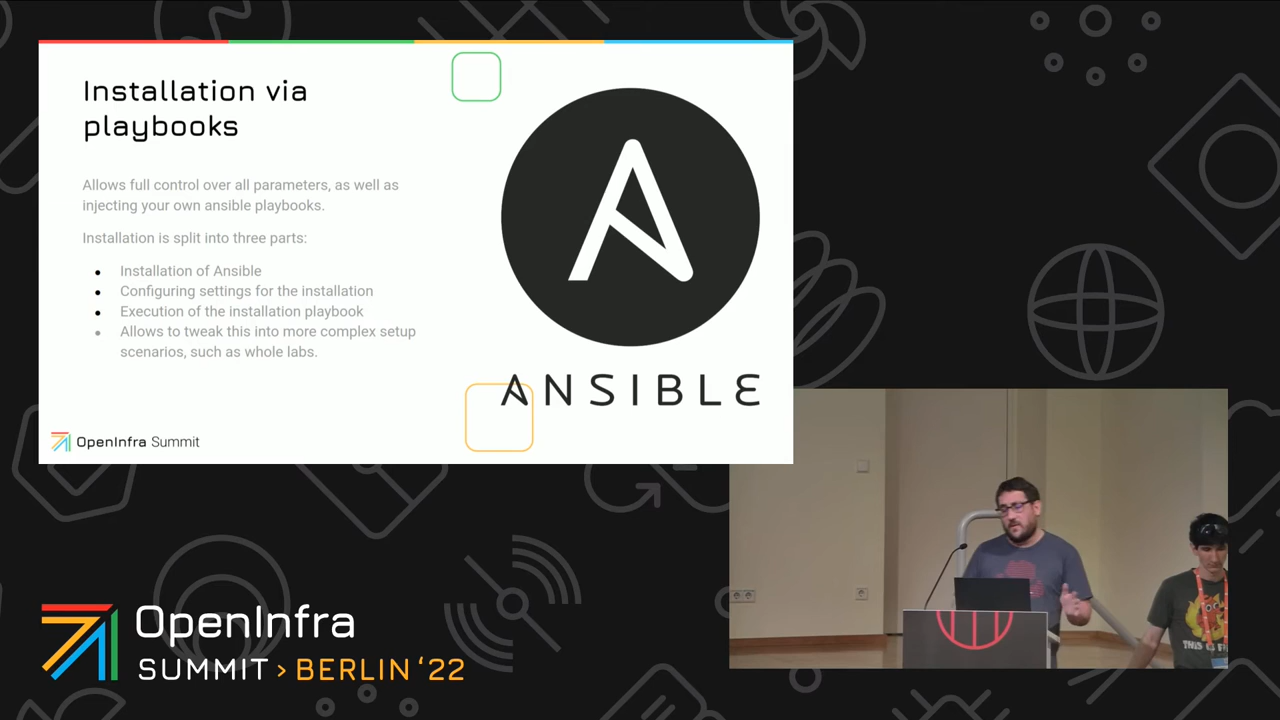 Installation via
playbooks
Allows full control over all parameters, as well as
injecting your own ansible playbooks.
Installation is split into three parts:
Installation of Ansible
Configuring settings for the installation
Execution of the installation playbook
Allows to tweak this into more complex setup
scenarios, such as whole labs.
ANSIBLE
OpenInfra Summit
OpenInfra
SUMMIT > BERLIN ‘22
THIS IS